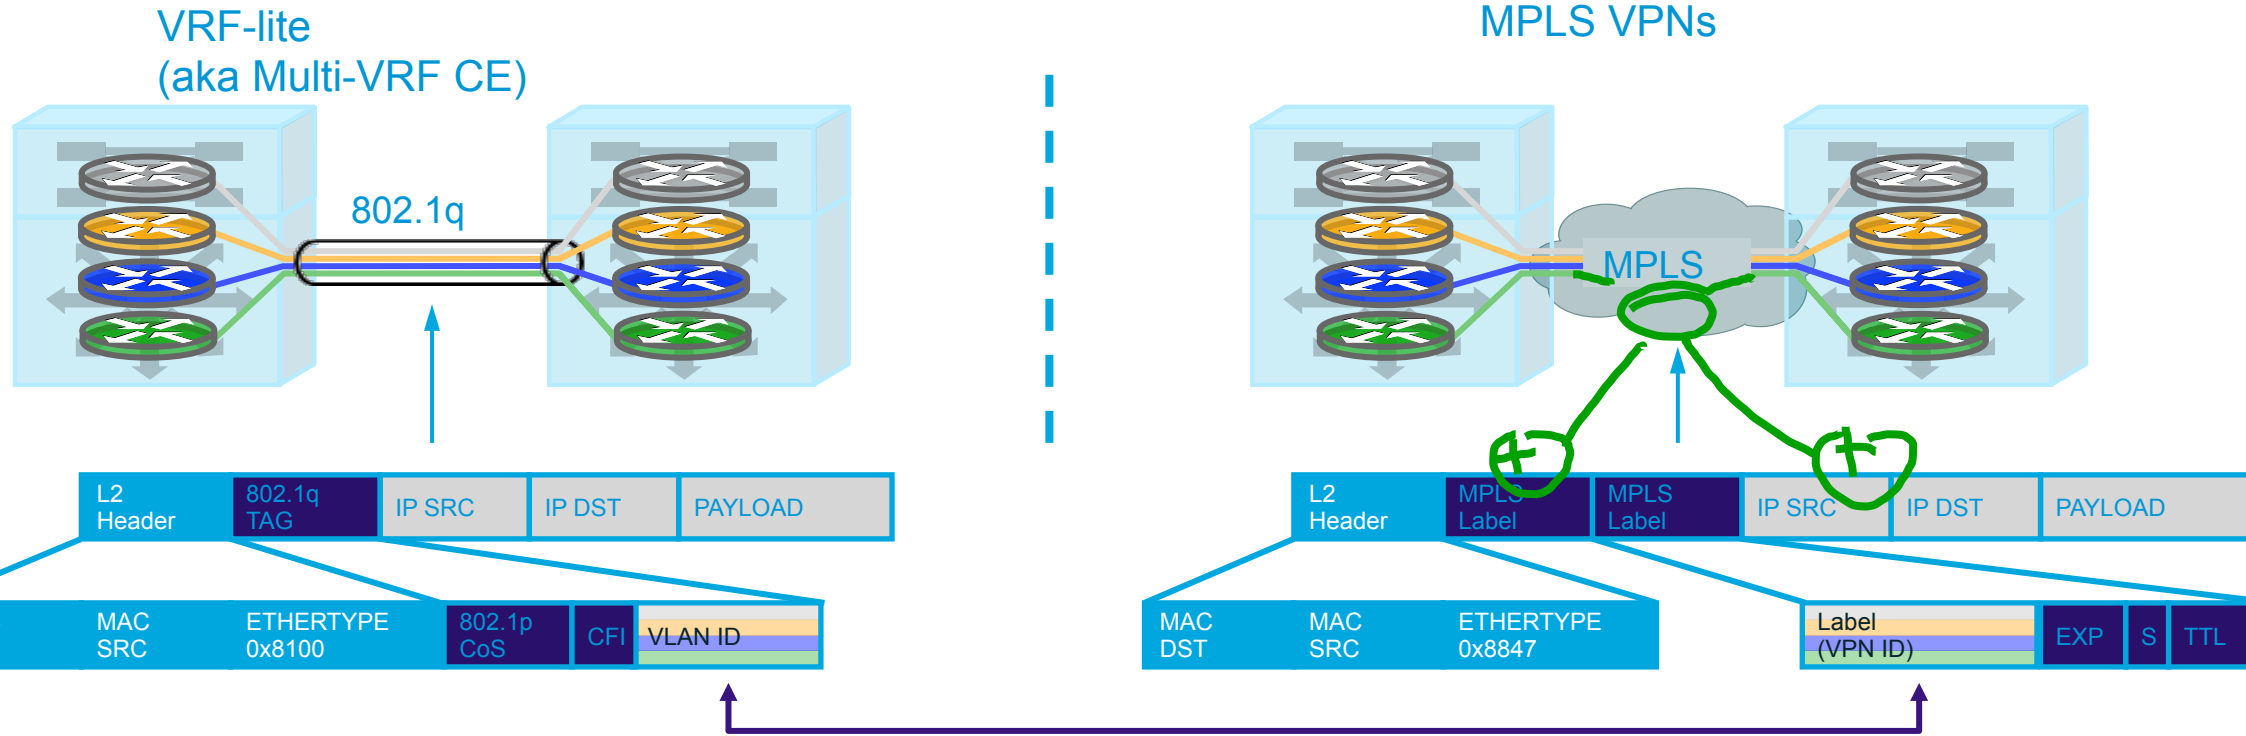 VRF-lite
(aka Multi-VRF CE)
MPLS VPNs
802.1q
MPLS
L2
Header
802.1q
TAG
IP SRC
IP DST
PAYLOAD
L2
Header
MPLS
Label
MPLS
Label
IP SRC
IP DST
PAYLOAD
MAC
SRC
ETHERTYPE
0x8100
802.1p
CoS
CFI
VLAN ID
MAC
DST
MAC
SRC
ETHERTYPE
0x8847
Label
(VPN ID)
EXP
S
TTL